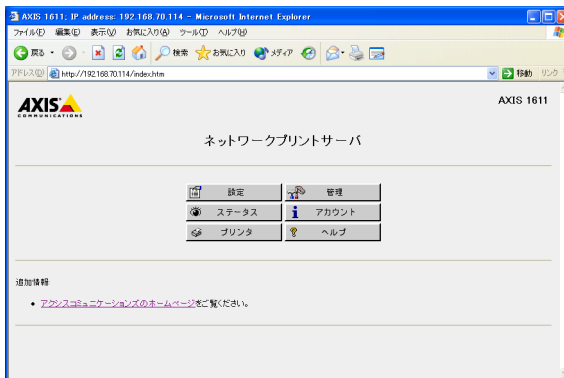 AXIS 1611; IP address: 192.168.70.114 - Microsoft Internet Explorer
ファイル(F) 編集(E) 表示(V) お気に入り(A) ツール(T) ヘルプ(H)
戻る 検索 お気に入り メディア
アドレス(D) http://192.168.70.114/index.htm 移動 リンク
AXIS COMMUNICATIONS
AXIS 1611
ネットワークプリントサーバ
設定 管理
ステータス アカウント
プリンタ ヘルプ
追加情報
アクシスコミュニケーションズのホームページをご覧ください。